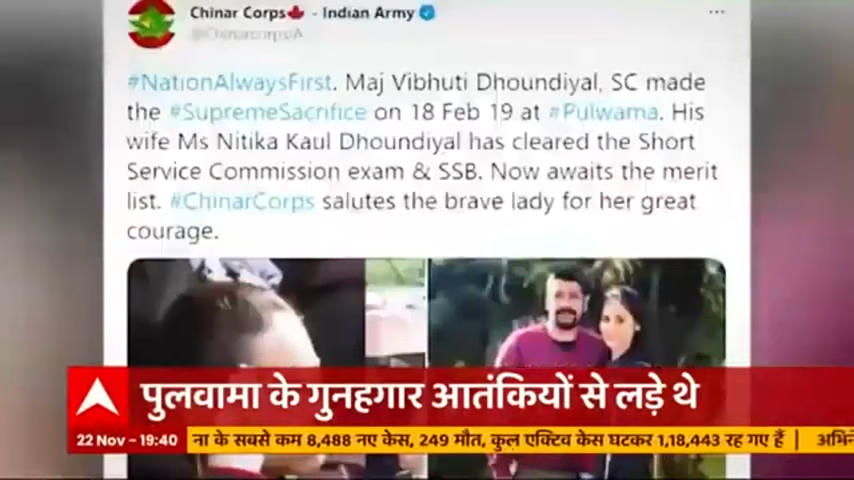 Chinar Corps🍁 - Indian Army
@ChinarcorpsIA
#NationAlwaysFirst. Maj Vibhuti Dhoundiyal, SC made
the #SupremeSacrifice on 18 Feb 19 at #Pulwama. His
wife Ms Nitika Kaul Dhoundiyal has cleared the Short
Service Commission exam & SSB. Now awaits the merit
list. #ChinarCorps salutes the brave lady for her great
courage.
पुलवामा के गुनहगार आतंकियों से लड़े थे
22 Nov - 19:40 ना के सबसे कम 8,488 नए केस, 249 मौत, कुल एक्टिव केस घटकर 1,18,443 रह गए हैं | अभिने